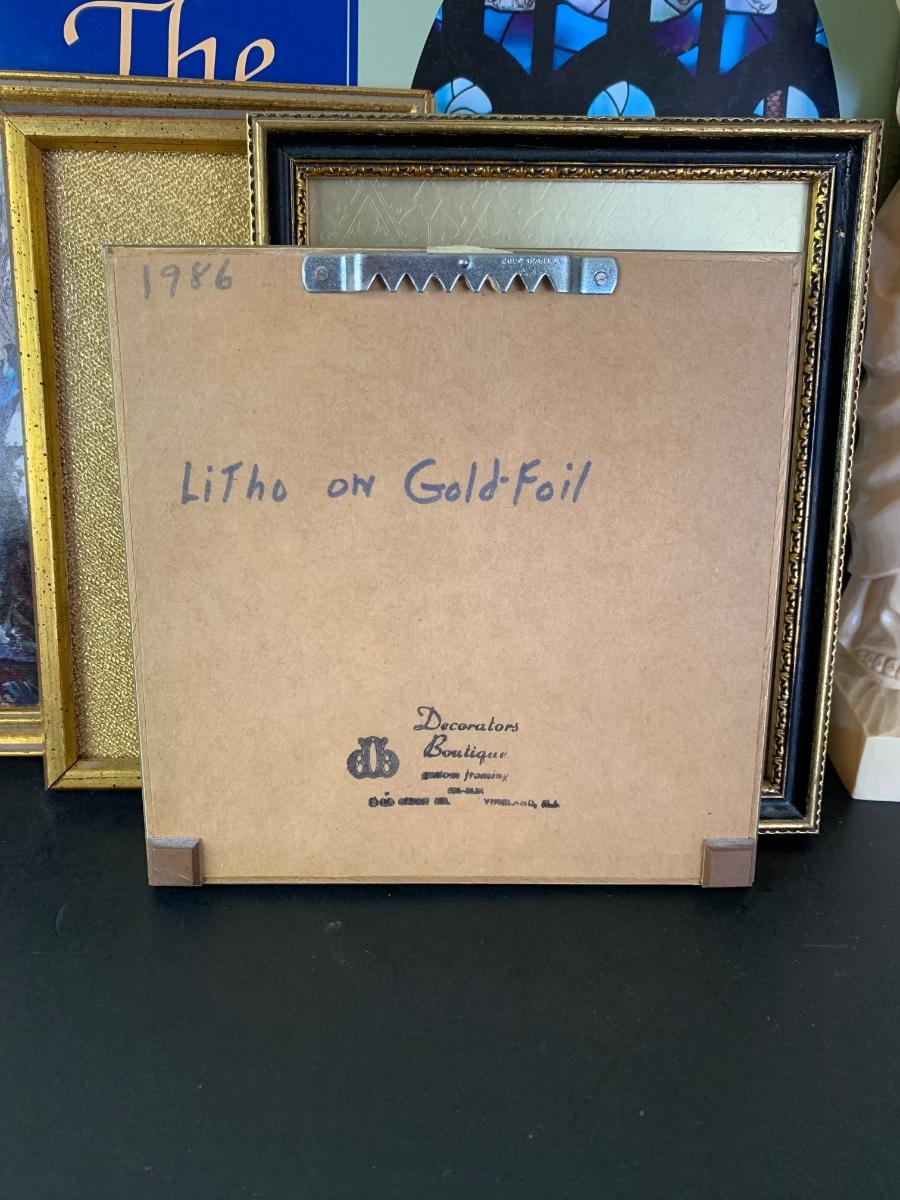 The
1986
LiTho on Gold-Foil
Decorators
Boutique
custom framing
VINELAND, N.J.